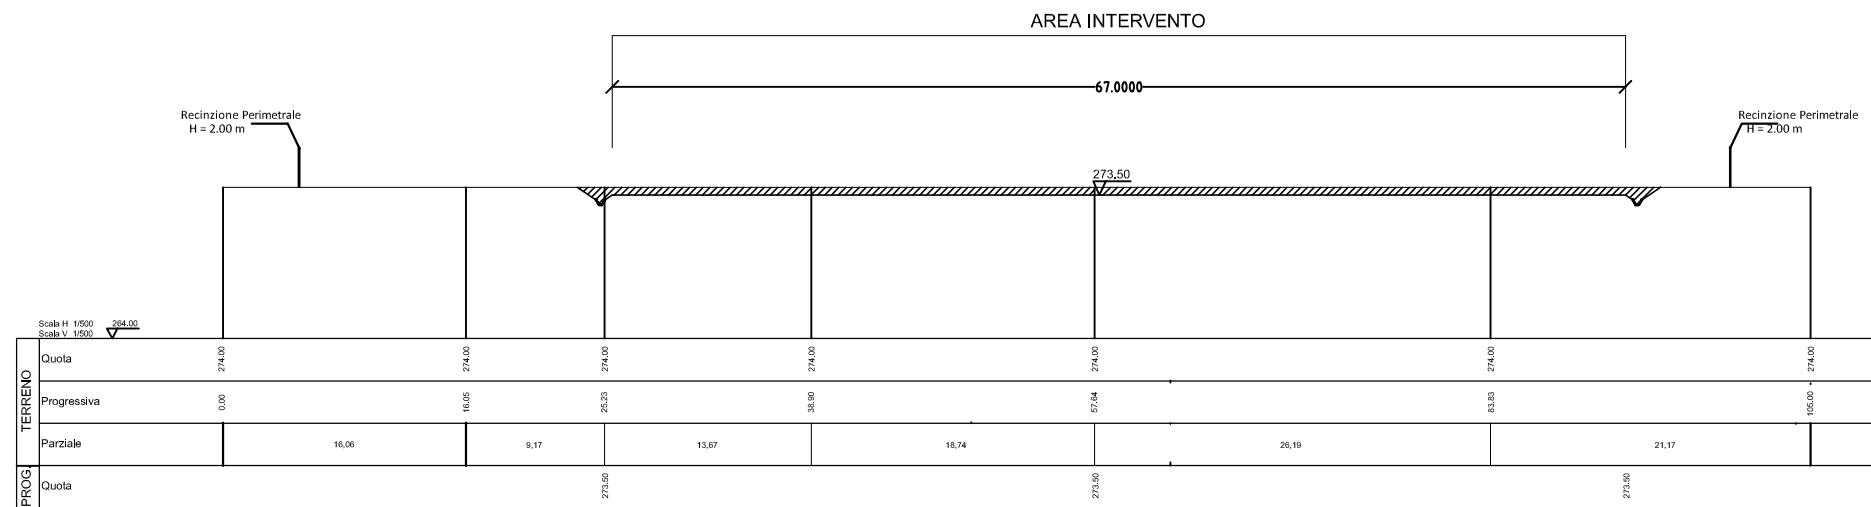 AREA INTERVENTO
67.0000
Recinzione Perimetrale
H = 2.00 m
Recinzione Perimetrale
H = 2.00 m
273.50
Scala H 1/500 264.00
Scala V 1/500
TERRENO
Quota 274.00 274.00 274.00 274.00 274.00 274.00 274.00
Progressiva 0.00 16.05 25.23 38.90 57.64 83.83 105.00
Parziale 16,06 9,17 13,67 18,74 26,19 21,17
PROG.
Quota 273.50 273.50 273.50